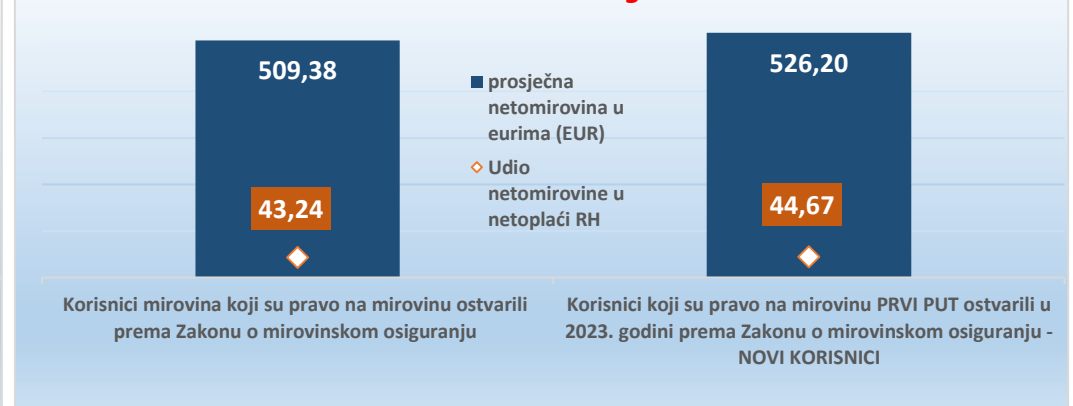 509,38
526,20
prosječna
netomirovina u
eurima (EUR)
Udio
netomirovine u
netoplaći RH
43,24
44,67
Korisnici mirovina koji su pravo na mirovinu ostvarili
prema Zakonu o mirovinskom osiguranju
Korisnici koji su pravo na mirovinu PRVI PUT ostvarili u
2023. godini prema Zakonu o mirovinskom osiguranju -
NOVI KORISNICI